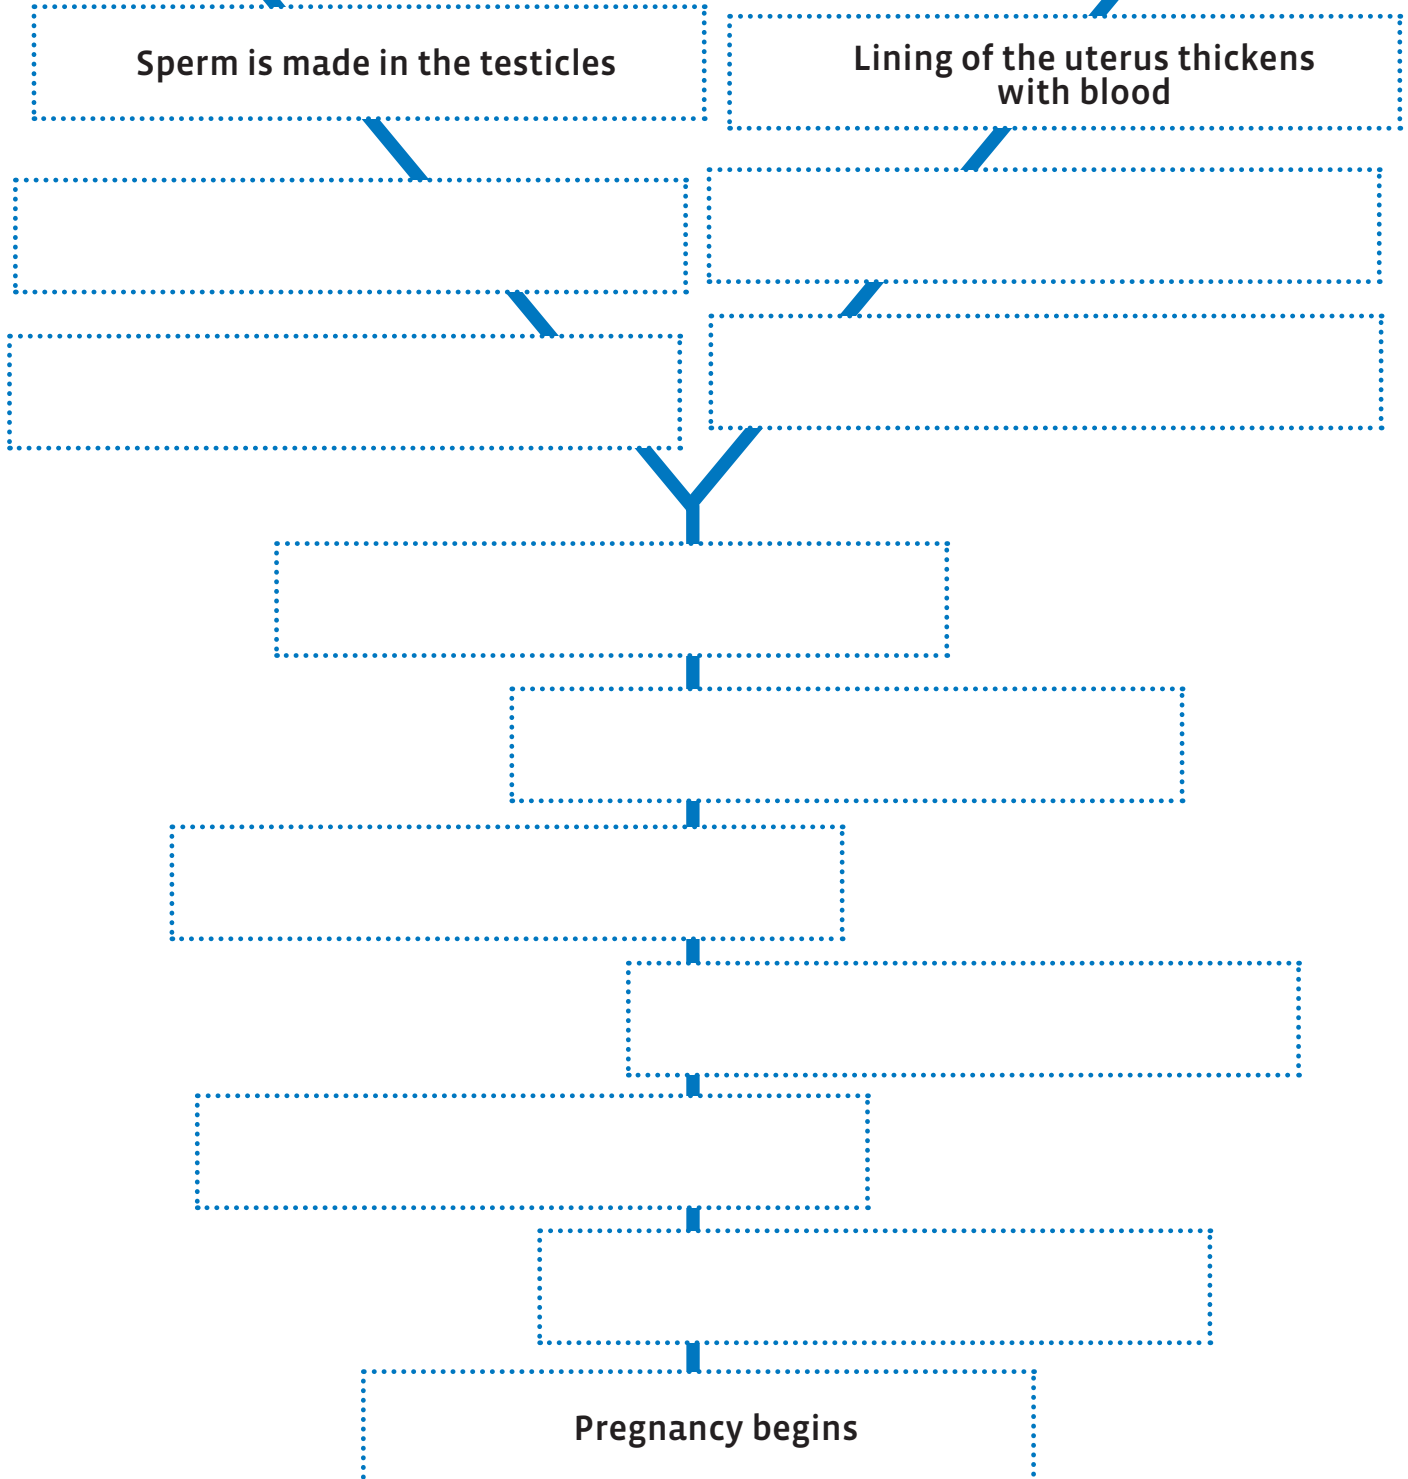 Sperm is made in the testicles
Lining of the uterus thickens
with blood
Pregnancy begins